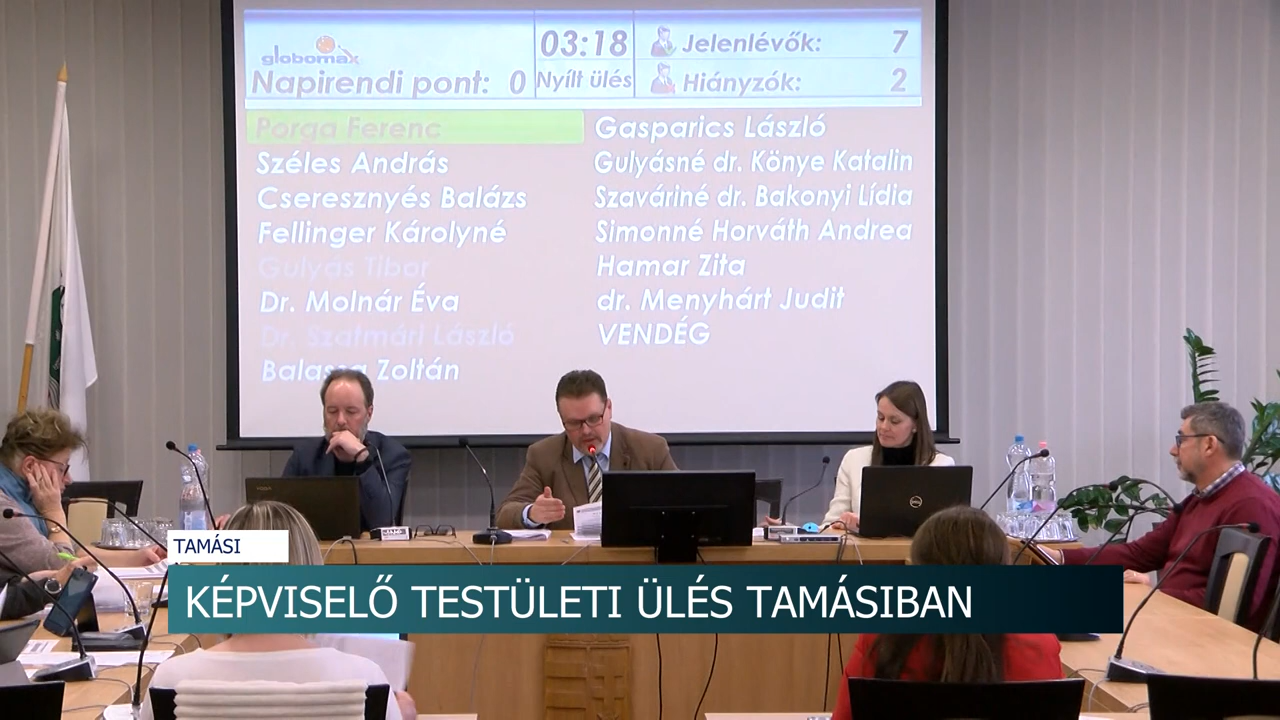 globomax
Napirendi pont: 0
03:18
Nyílt ülés
Jelenlévők: 7
Hiányzók: 2
Porga Ferenc
Széles András
Cseresznyés Balázs
Fellinger Károlyné
Gulyás Tibor
Dr. Molnár Éva
Dr. Szatmári László
Balassa Zoltán
Gasparics László
Gulyásné dr. Könye Katalin
Szaváriné dr. Bakonyi Lídia
Simonné Horváth Andrea
Hamar Zita
dr. Menyhárt Judit
VENDÉG
DELL
TAMÁSI
KÉPVISELŐ TESTÜLETI ÜLÉS TAMÁSIBAN